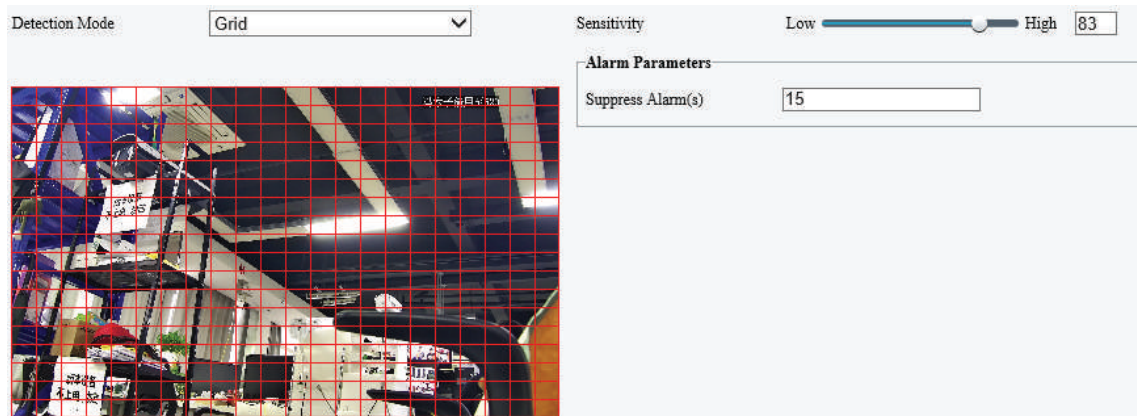 Detection Mode
Grid
Sensitivity
Low
High
83
Alarm Parameters
Suppress Alarm(s)
15